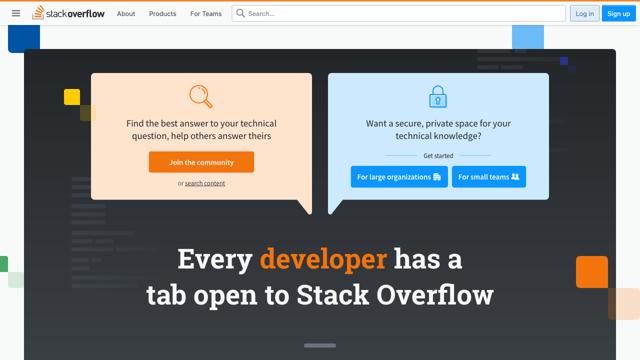 stackoverflow
About
Products
For Teams
Search...
Log in
Sign up
Find the best answer to your technical
question, help others answer theirs
Join the community
or search content
Want a secure, private space for your
technical knowledge?
Get started
For large organizations
For small teams
Every developer has a
tab open to Stack Overflow